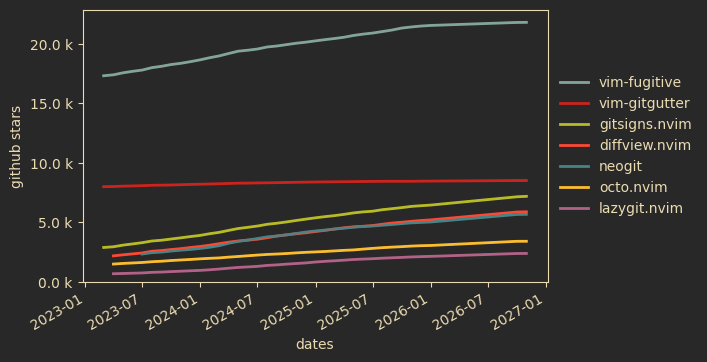 github stars
20.0 k
15.0 k
10.0 k
5.0 k
0.0 k
2023-01
2023-07
2024-01
2024-07
2025-01
2025-07
2026-01
2026-07
2027-01
dates
vim-fugitive
vim-gitgutter
gitsigns.nvim
diffview.nvim
neogit
octo.nvim
lazygit.nvim